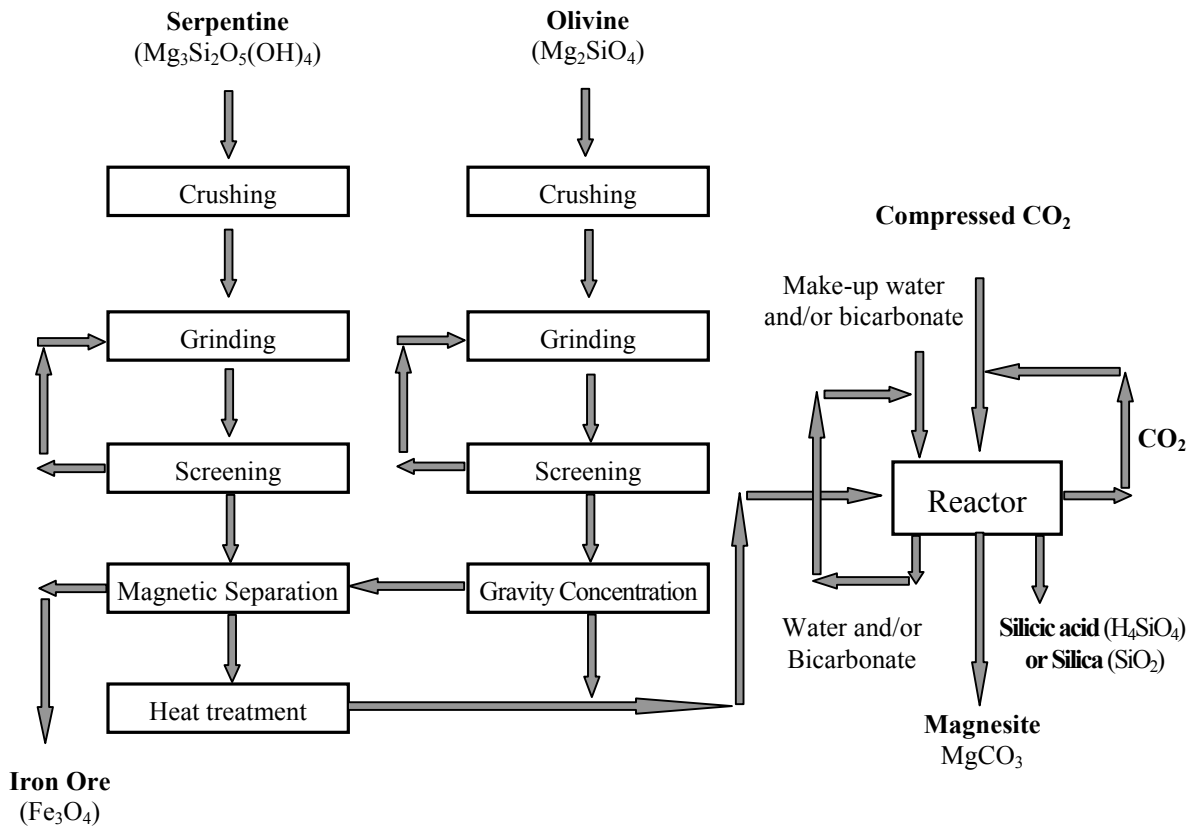 Serpentine
(Mg₃Si₂O₅(OH)₄)
Olivine
(Mg₂SiO₄)
Crushing
Crushing
Compressed CO₂
Make-up water
and/or bicarbonate
Grinding
Grinding
CO₂
Screening
Screening
Reactor
Magnetic Separation
Gravity Concentration
Water and/or
Bicarbonate
Silicic acid (H₄SiO₄)
or Silica (SiO₂)
Heat treatment
Magnesite
MgCO₃
Iron Ore
(Fe₃O₄)